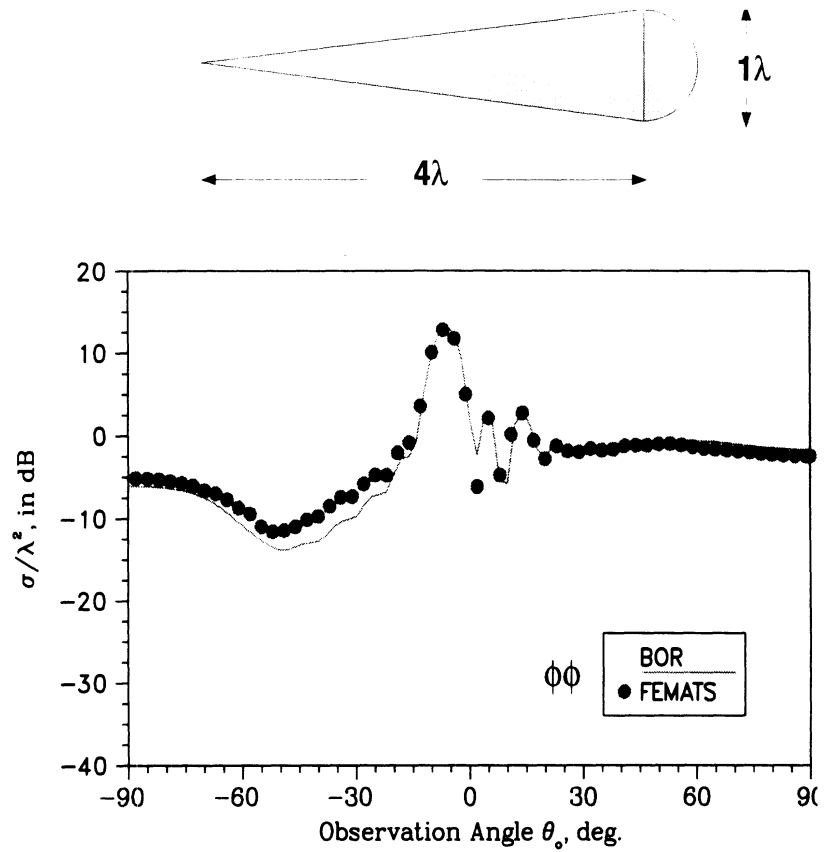 1λ
4λ
20
10
0
−10
−20
−30
−40
σ/λ², in dB
ϕϕ
BOR
FEMATS
−90 −60 −30 0 30 60 90
Observation Angle θₒ, deg.